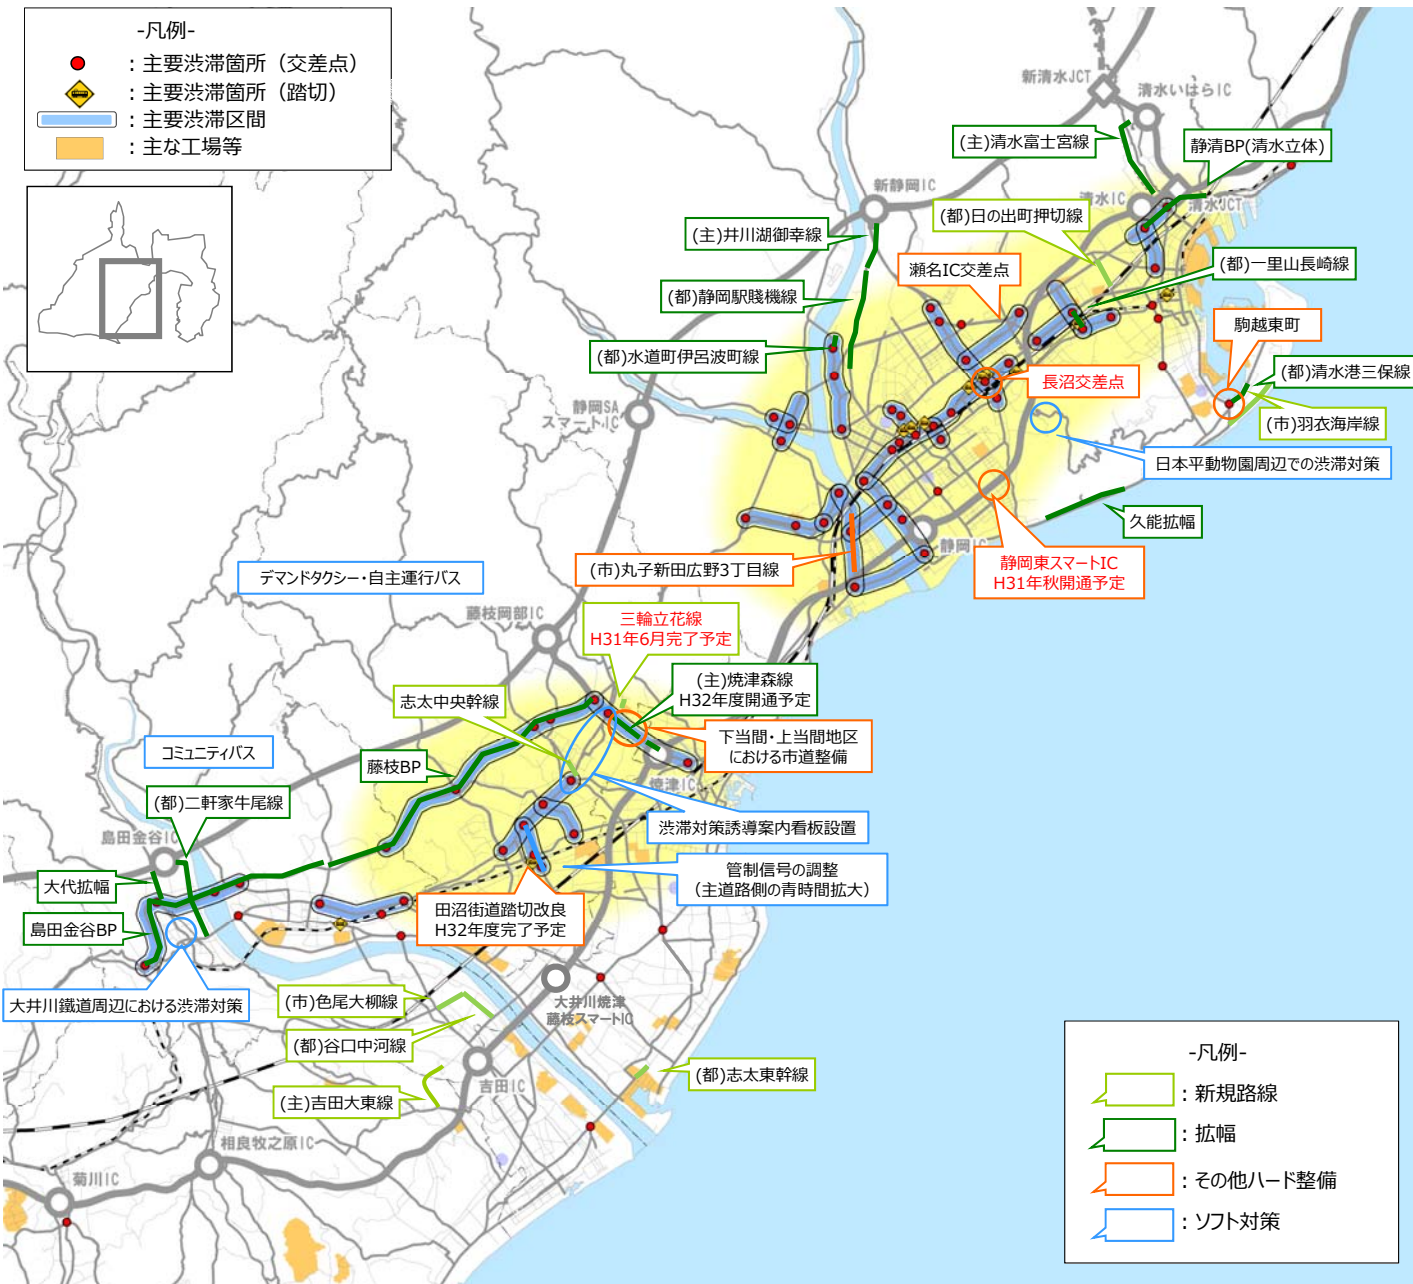 -凡例-
：主要渋滞箇所（交差点）
：主要渋滞箇所（踏切）
：主要渋滞区間
：主な工場等
新清水JCT
清水いはらIC
(主)清水富士宮線
静清BP(清水立体)
新静岡IC
清水IC
清水JCT
(都)日の出町押切線
(主)井川湖御幸線
瀬名IC交差点
(都)一里山長崎線
(都)静岡駅賤機線
駒越東町
(都)水道町伊呂波町線
長沼交差点
(都)清水港三保線
静岡SA
スマートIC
(市)羽衣海岸線
日本平動物園周辺での渋滞対策
久能拡幅
静岡IC
(市)丸子新田広野3丁目線
静岡東スマートIC
H31年秋開通予定
デマンドタクシー・自主運行バス
藤枝岡部IC
三輪立花線
H31年6月完了予定
(主)焼津森線
H32年度開通予定
志太中央幹線
下当間・上当間地区
における市道整備
コミュニティバス
藤枝BP
焼津IC
(都)二軒家牛尾線
渋滞対策誘導案内看板設置
島田金谷IC
管制信号の調整
（主道路側の青時間拡大）
大代拡幅
田沼街道踏切改良
H32年度完了予定
島田金谷BP
大井川鐵道周辺における渋滞対策
(市)色尾大柳線
大井川焼津
藤枝スマートIC
(都)谷口中河線
吉田IC
(都)志太東幹線
(主)吉田大東線
相良牧之原IC
菊川IC
-凡例-
：新規路線
：拡幅
：その他ハード整備
：ソフト対策